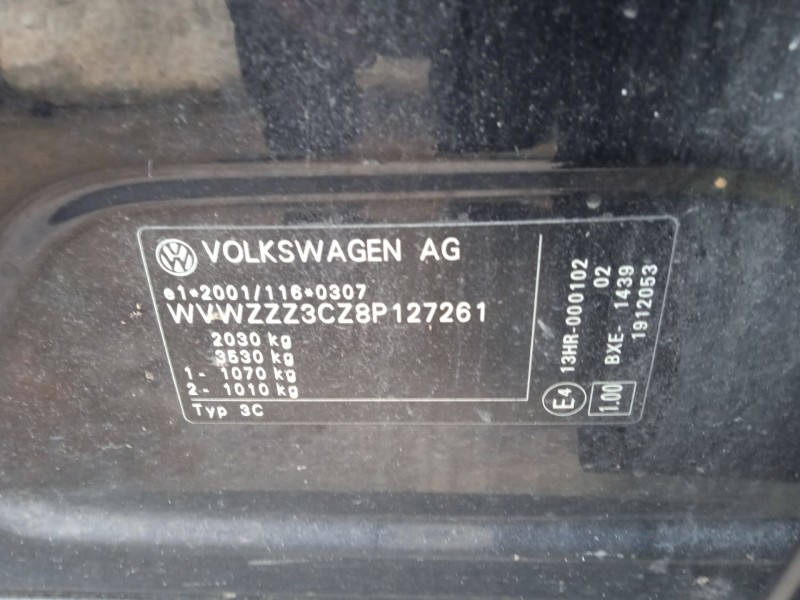 VW
VOLKSWAGEN AG
e1*2001/116*0307
WVWZZZ3CZ8P127261
2030 kg
3530 kg
1- 1070 kg
2- 1010 kg
Typ 3C
E4 13HR-000102
02
1.00 BXE- 1439
1912053